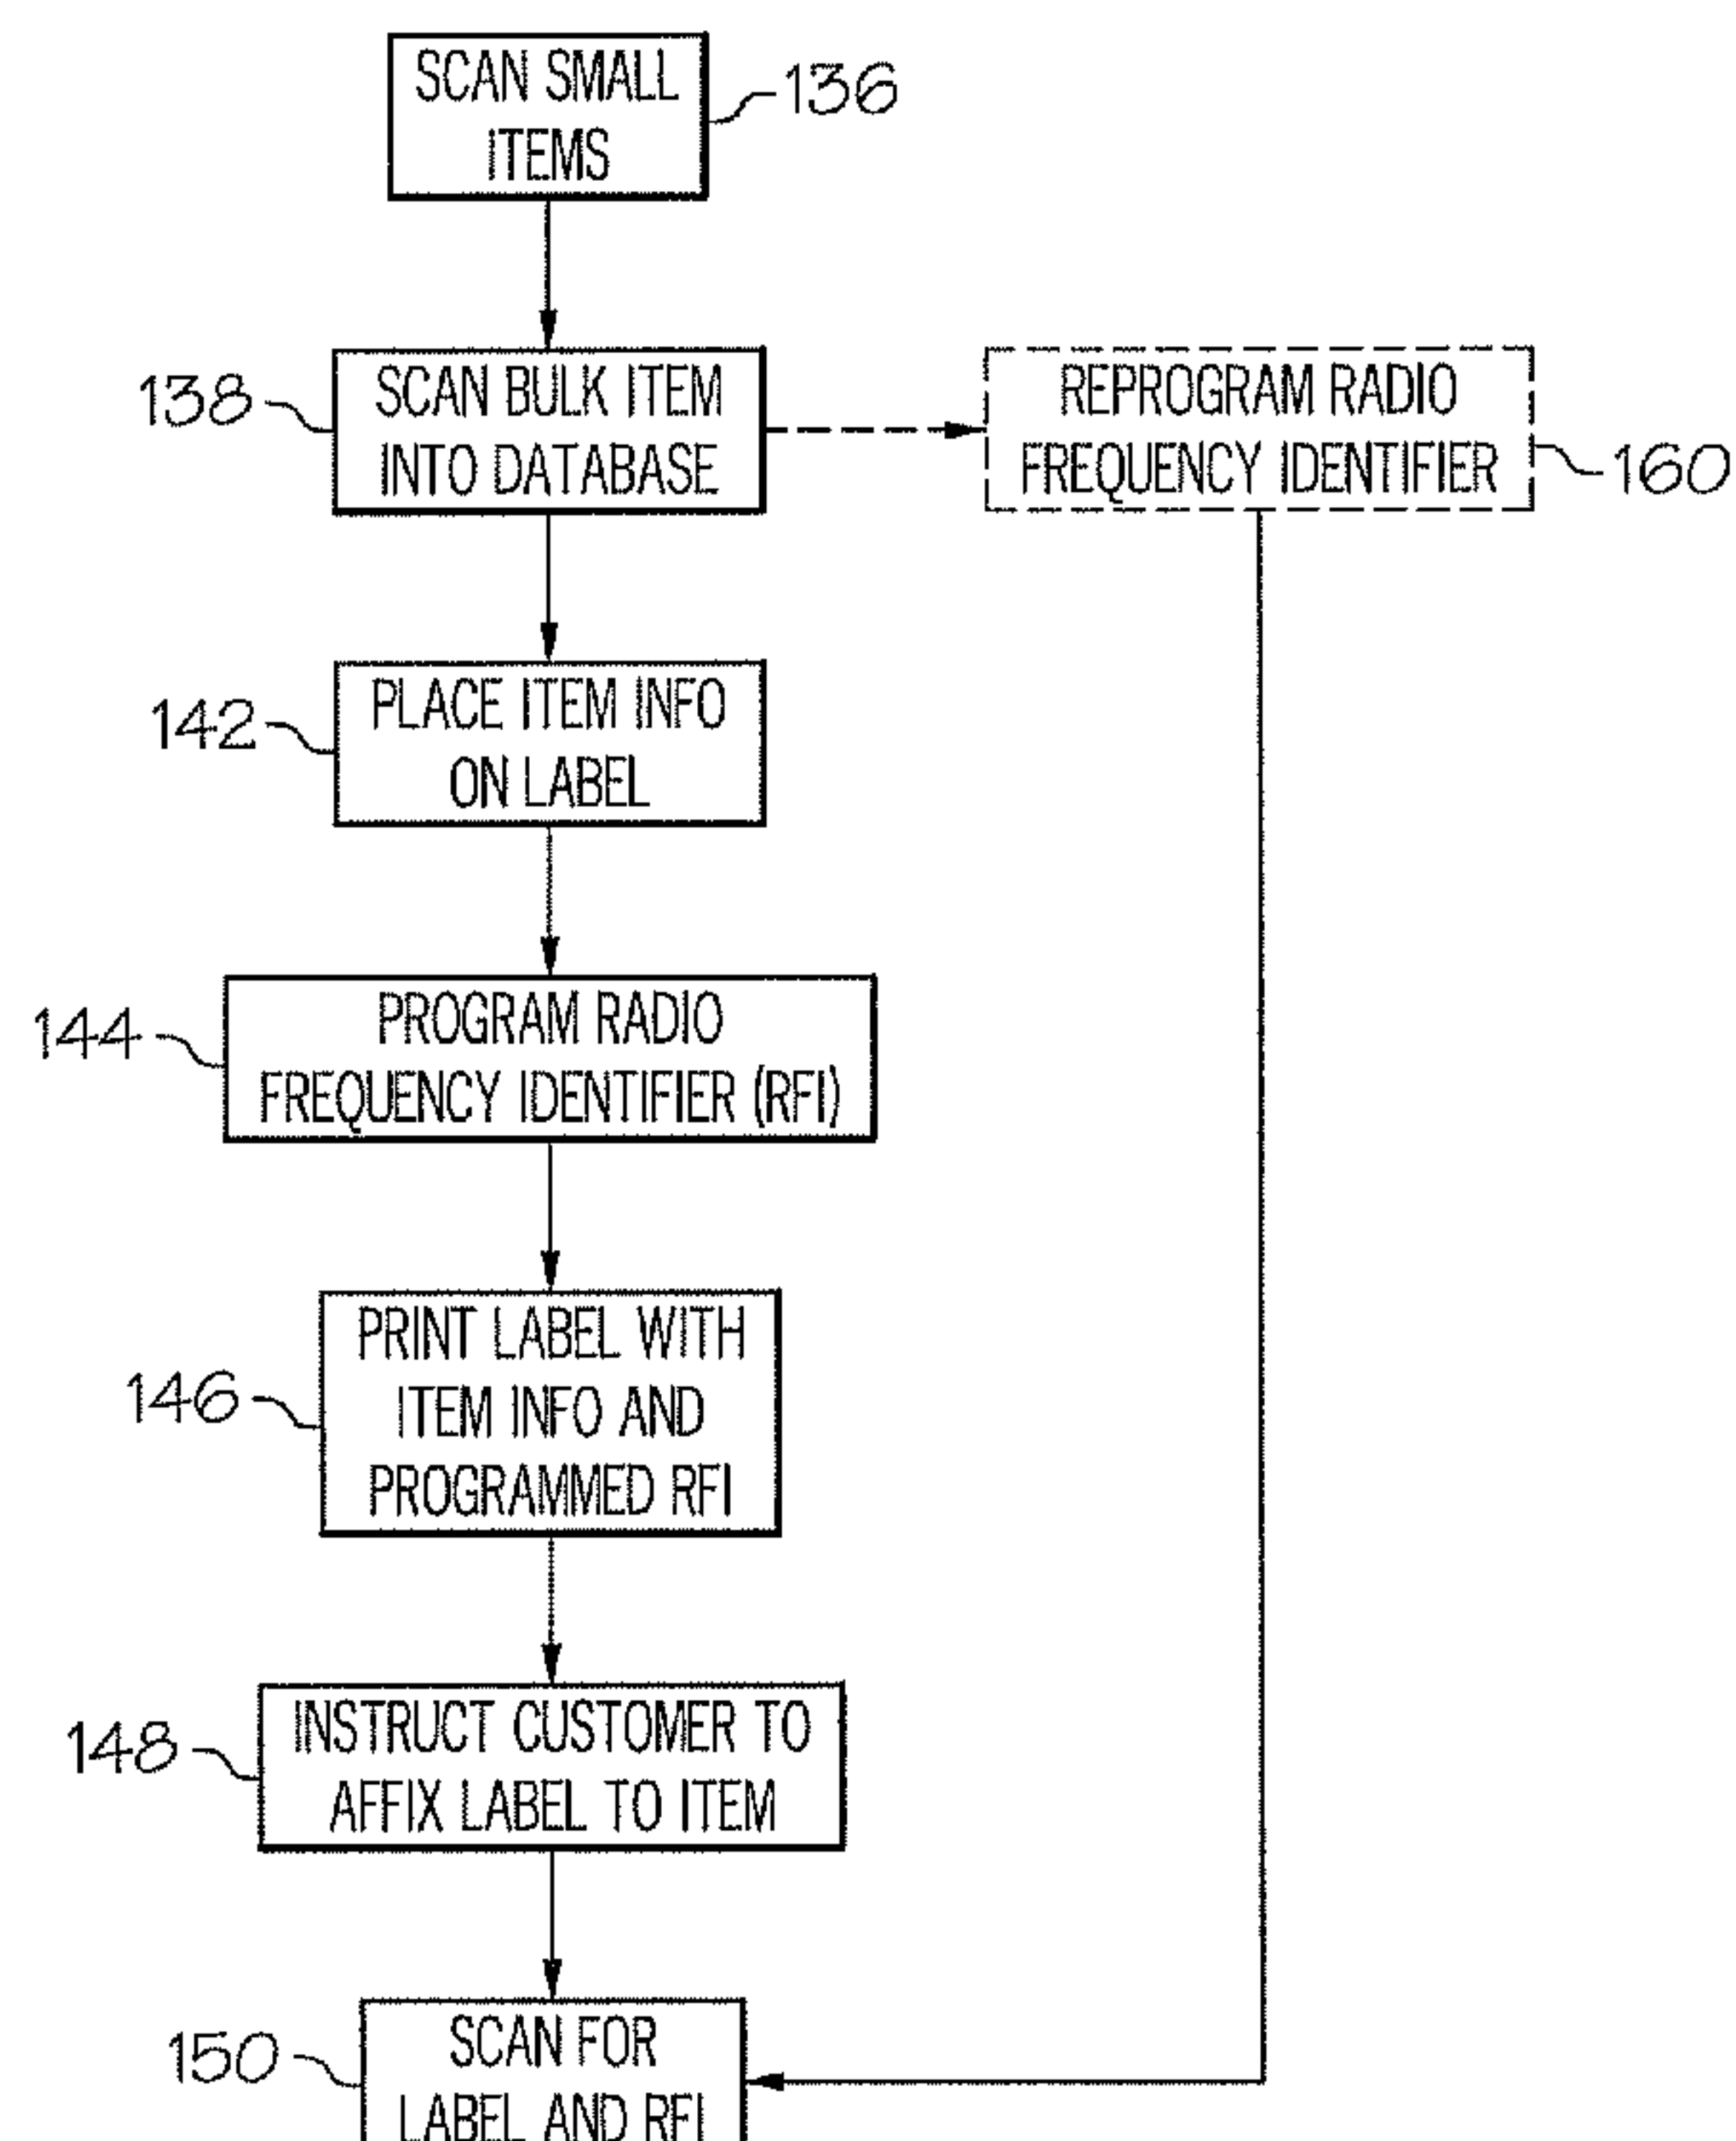 SCAN SMALL
ITEMS
136
138
SCAN BULK ITEM
INTO DATABASE
REPROGRAM RADIO
FREQUENCY IDENTIFIER
160
142
PLACE ITEM INFO
ON LABEL
144
PROGRAM RADIO
FREQUENCY IDENTIFIER (RFI)
146
PRINT LABEL WITH
ITEM INFO AND
PROGRAMMED RFI
148
INSTRUCT CUSTOMER TO
AFFIX LABEL TO ITEM
150
SCAN FOR
LABEL AND RFI